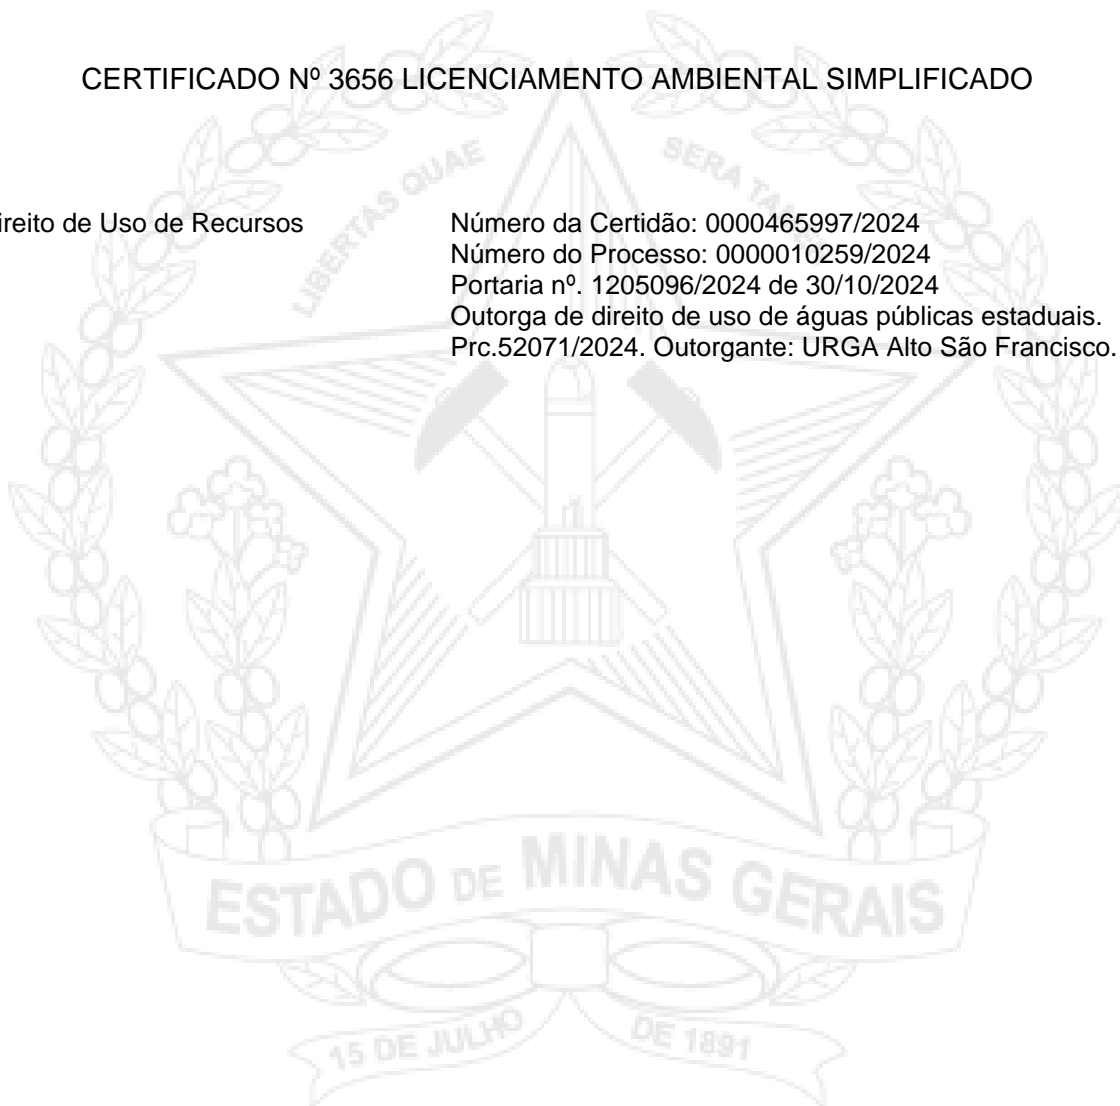 CERTIFICADO Nº 3656 LICENCIAMENTO AMBIENTAL SIMPLIFICADO
LIBERTAS QUAE SERA TAMEN
ireito de Uso de Recursos
Número da Certidão: 0000465997/2024
Número do Processo: 0000010259/2024
Portaria nº. 1205096/2024 de 30/10/2024
Outorga de direito de uso de águas públicas estaduais.
Prc.52071/2024. Outorgante: URGA Alto São Francisco.
ESTADO DE MINAS GERAIS
15 DE JULHO DE 1891